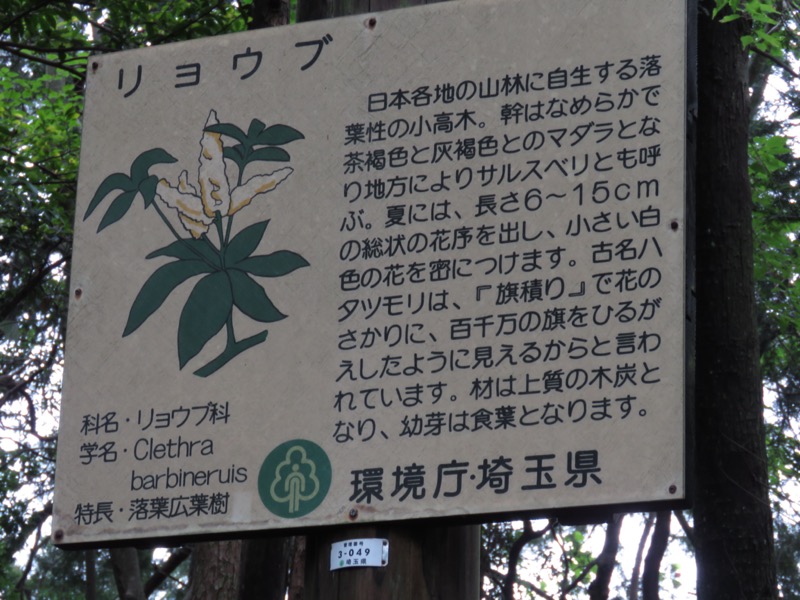 リョウブ
日本各地の山林に自生する落
葉性の小高木。幹はなめらかで
茶褐色と灰褐色とのマダラとな
り地方によりサルスベリとも呼
ぶ。夏には、長さ6〜15cm
の総状の花序を出し、小さい白
色の花を密につけます。古名ハ
タツモリは、『旗積り』で花の
さかりに、百千万の旗をひるが
えしたように見えるからと言わ
れています。材は上質の木炭と
なり、幼芽は食葉となります。
科名・リョウブ科
学名・Clethra
barbineruis
特長・落葉広葉樹
環境庁・埼玉県
管理番号
3-049
埼玉県